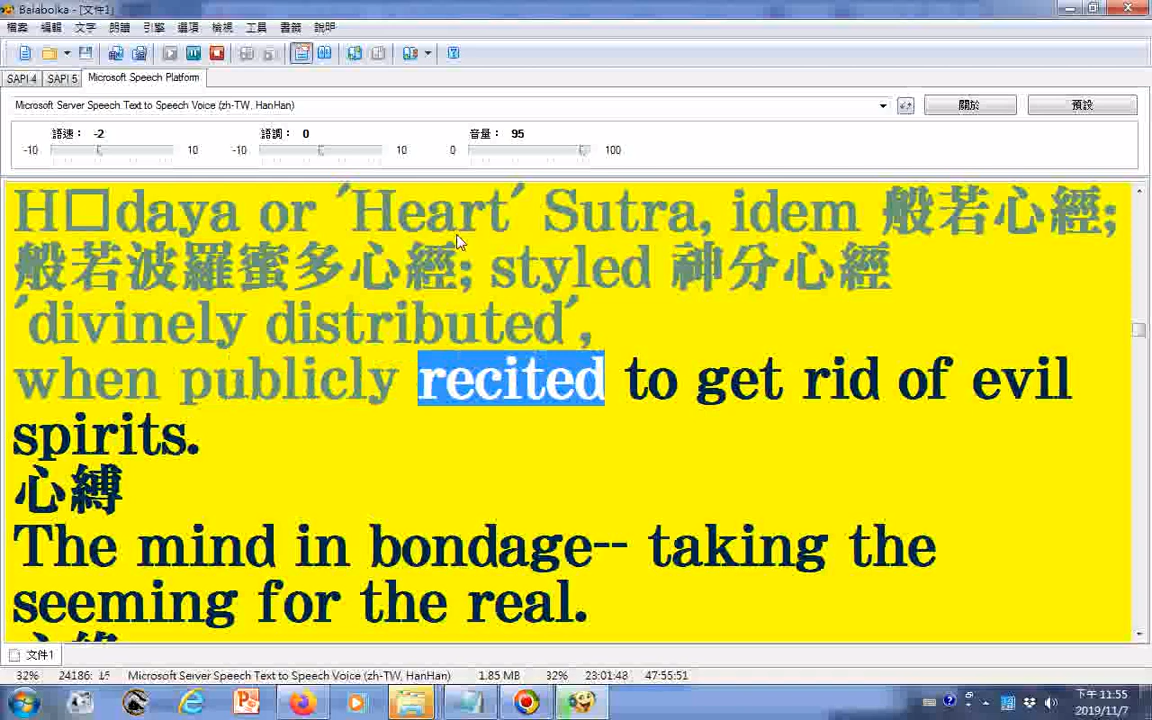 Balabolka - [文件1]
檔案 編輯 文字 朗讀 引擎 選項 檢視 工具 書籤 說明
SAPI 4 SAPI 5 Microsoft Speech Platform
Microsoft Server Speech Text to Speech Voice (zh-TW, HanHan) 關於 預設
語速： -2 語調： 0 音量： 95
-10 10 -10 10 0 100
H□daya or 'Heart' Sutra, idem 般若心經;
般若波羅蜜多心經; styled 神分心經
'divinely distributed',
when publicly recited to get rid of evil
spirits.
心縛
The mind in bondage-- taking the
seeming for the real.
文件1
32% 24186: 15 Microsoft Server Speech Text to Speech Voice (zh-TW, HanHan) 1.85 MB 32% 23:01:48 47:55:51
下午 11:55
2019/11/7